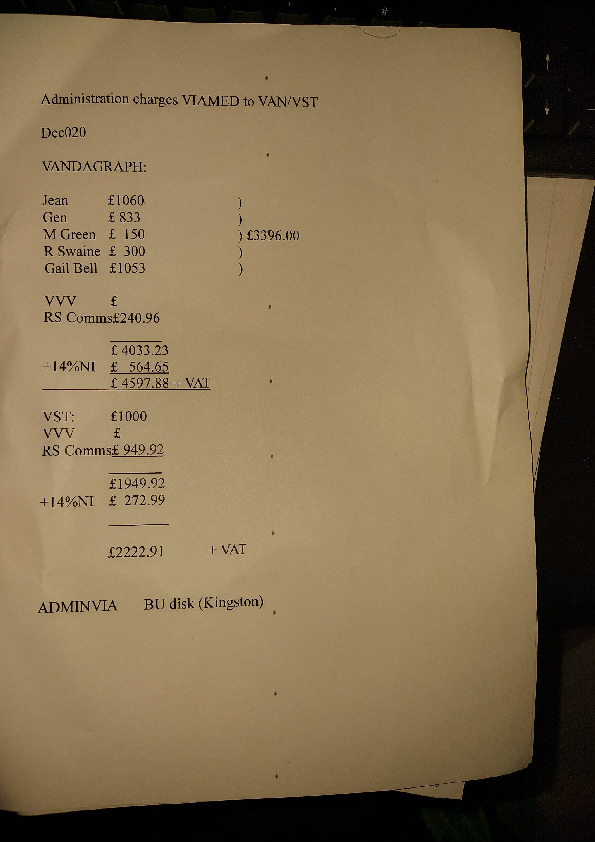 Administration charges VIAMED to VAN/VST
Dec020
VANDAGRAPH:
Jean £1060 )
Gen £ 833 )
M Green £ 150 ) £3396.00
R Swaine £ 300 )
Gail Bell £1053 )
VVV £
RS Comms£240.96
£ 4033.23
+14%NI £ 564.65
£ 4597.88 + VAT
VST: £1000
VVV £
RS Comms£ 949.92
£1949.92
+14%NI £ 272.99
£2222.91 + VAT
ADMINVIA BU disk (Kingston)